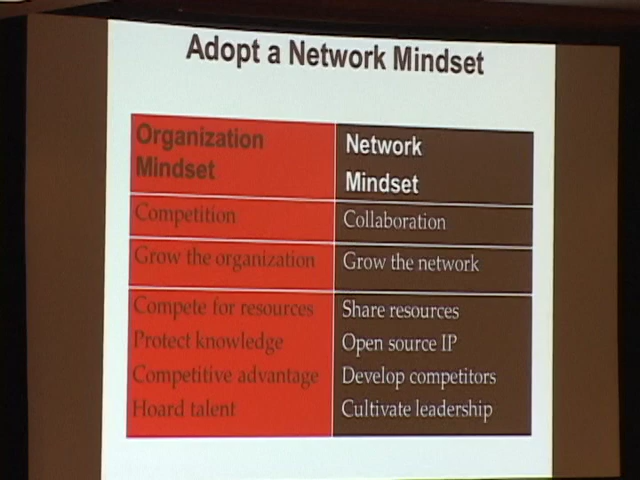 Adopt a Network Mindset
Organization
Mindset
Network
Mindset
Competition
Collaboration
Grow the organization
Grow the network
Compete for resources
Protect knowledge
Competitive advantage
Hoard talent
Share resources
Open source IP
Develop competitors
Cultivate leadership